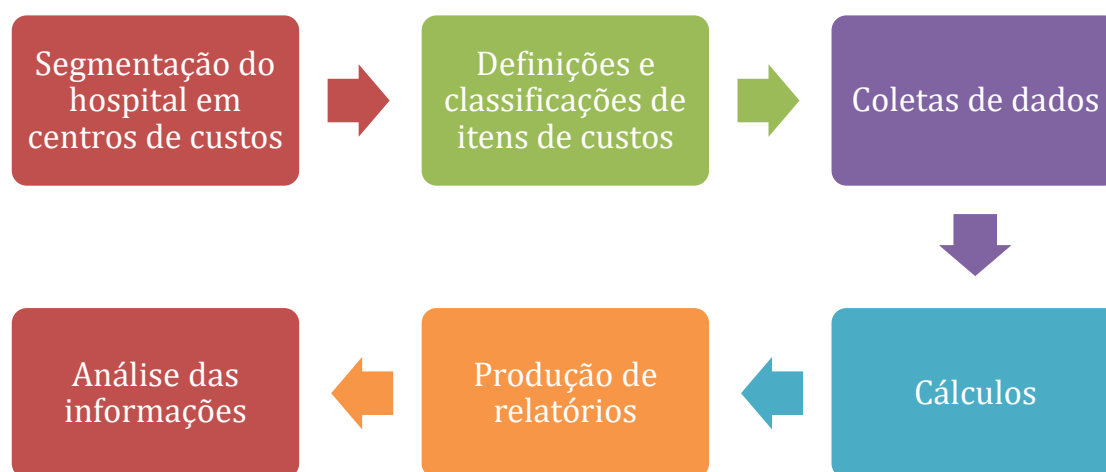 Segmentação do
hospital em
centros de custos
Definições e
classificações de
itens de custos
Coletas de dados
Cálculos
Produção de
relatórios
Análise das
informações